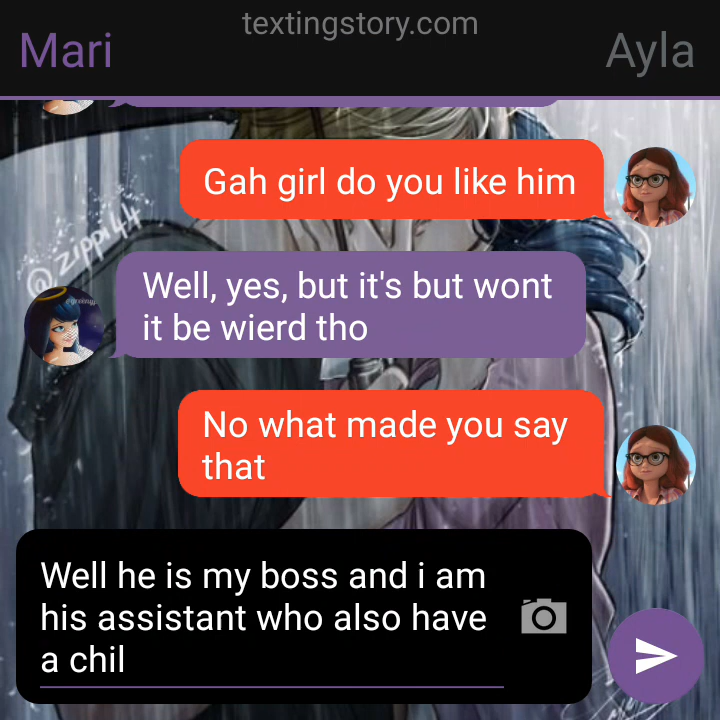 textingstory.com
Mari
Ayla
Gah girl do you like him
@zippi44
Well, yes, but it's but wont
it be wierd tho
No what made you say
that
Well he is my boss and i am
his assistant who also have
a chil